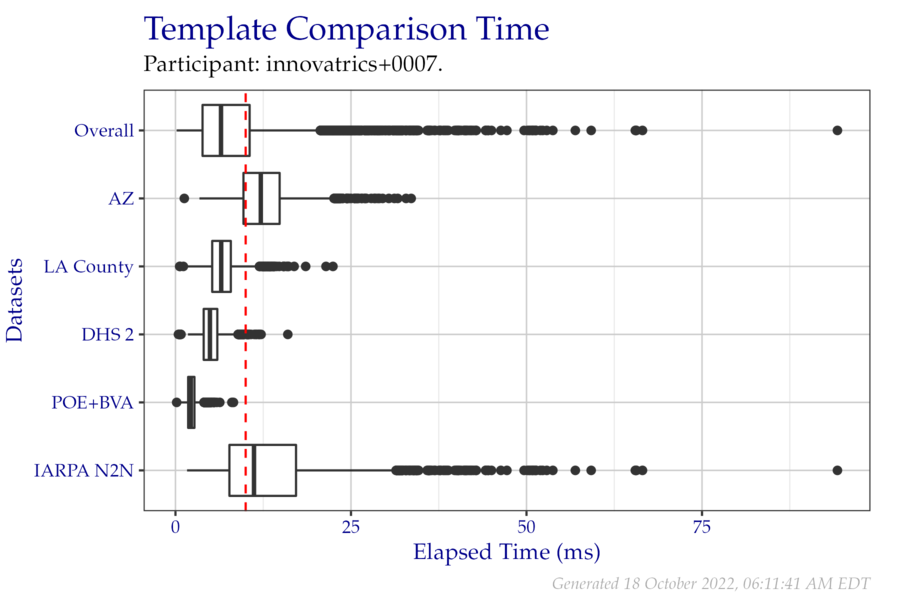 Template Comparison Time
Participant: innovatrics+0007.
Overall
AZ
LA County
DHS 2
POE+BVA
IARPA N2N
Datasets
0 25 50 75
Elapsed Time (ms)
Generated 18 October 2022, 06:11:41 AM EDT